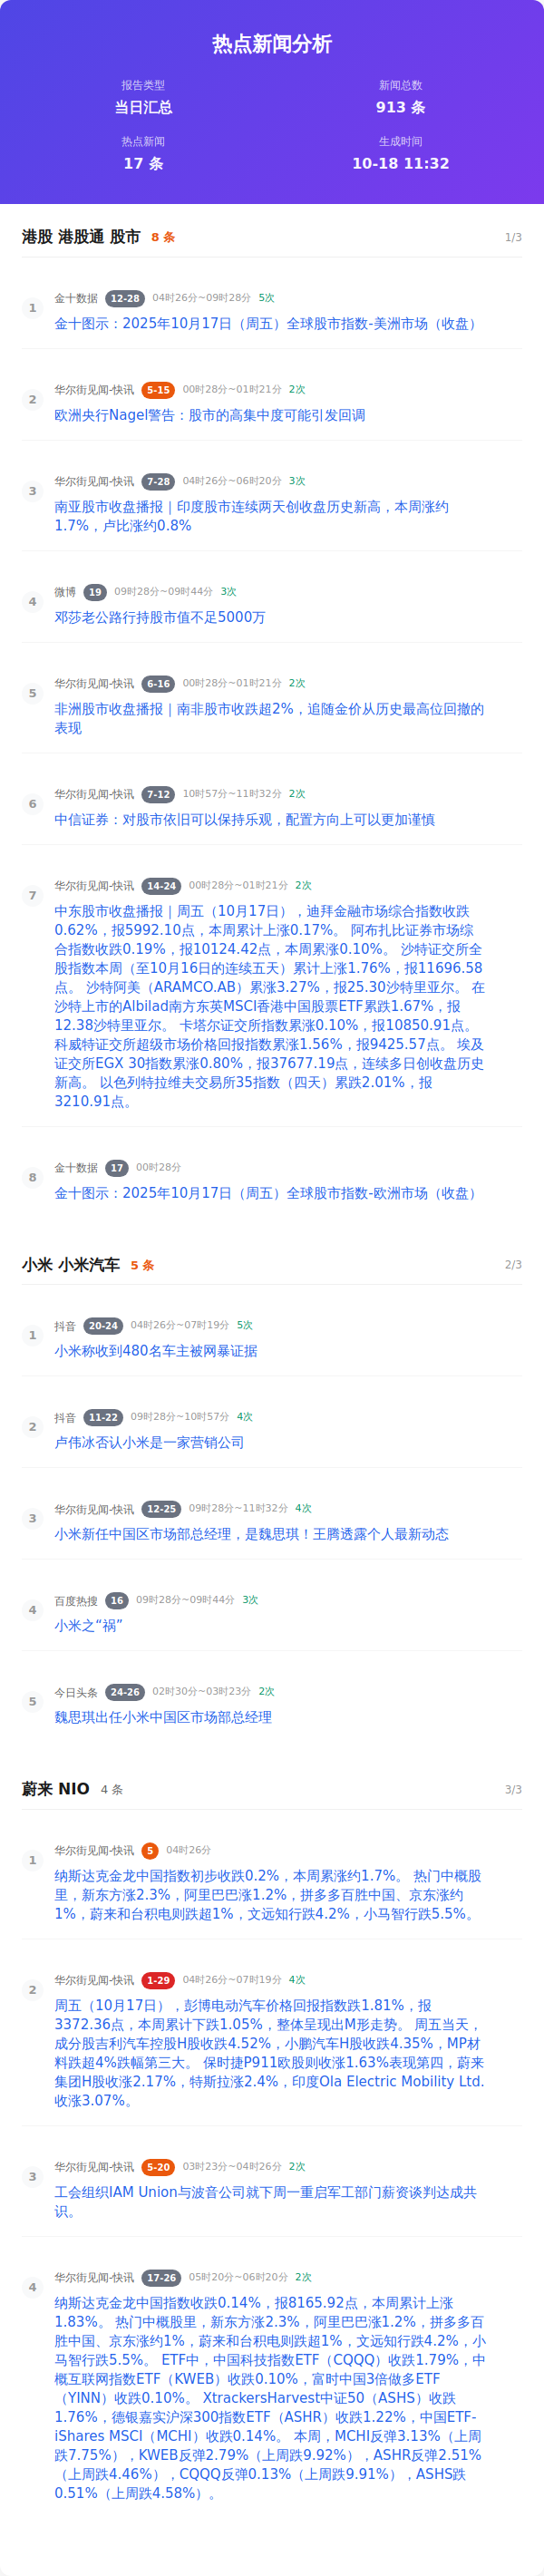 热点新闻分析
报告类型
当日汇总
新闻总数
913 条
热点新闻
17 条
生成时间
10-18 11:32
港股 港股通 股市 8 条 1/3
1
金十数据 12-28 04时26分~09时28分 5次
金十图示：2025年10月17日（周五）全球股市指数-美洲市场（收盘）
2
华尔街见闻-快讯 5-15 00时28分~01时21分 2次
欧洲央行Nagel警告：股市的高集中度可能引发回调
3
华尔街见闻-快讯 7-28 04时26分~06时20分 3次
南亚股市收盘播报｜印度股市连续两天创收盘历史新高，本周涨约
1.7%，卢比涨约0.8%
4
微博 19 09时28分~09时44分 3次
邓莎老公路行持股市值不足5000万
5
华尔街见闻-快讯 6-16 00时28分~01时21分 2次
非洲股市收盘播报｜南非股市收跌超2%，追随金价从历史最高位回撤的
表现
6
华尔街见闻-快讯 7-12 10时57分~11时32分 2次
中信证券：对股市依旧可以保持乐观，配置方向上可以更加谨慎
7
华尔街见闻-快讯 14-24 00时28分~01时21分 2次
中东股市收盘播报｜周五（10月17日），迪拜金融市场综合指数收跌
0.62%，报5992.10点，本周累计上涨0.17%。 阿布扎比证券市场综
合指数收跌0.19%，报10124.42点，本周累涨0.10%。 沙特证交所全
股指数本周（至10月16日的连续五天）累计上涨1.76%，报11696.58
点。 沙特阿美（ARAMCO.AB）累涨3.27%，报25.30沙特里亚尔。 在
沙特上市的Albilad南方东英MSCI香港中国股票ETF累跌1.67%，报
12.38沙特里亚尔。 卡塔尔证交所指数累涨0.10%，报10850.91点。
科威特证交所超级市场价格回报指数累涨1.56%，报9425.57点。 埃及
证交所EGX 30指数累涨0.80%，报37677.19点，连续多日创收盘历史
新高。 以色列特拉维夫交易所35指数（四天）累跌2.01%，报
3210.91点。
8
金十数据 17 00时28分
金十图示：2025年10月17日（周五）全球股市指数-欧洲市场（收盘）
小米 小米汽车 5 条 2/3
1
抖音 20-24 04时26分~07时19分 5次
小米称收到480名车主被网暴证据
2
抖音 11-22 09时28分~10时57分 4次
卢伟冰否认小米是一家营销公司
3
华尔街见闻-快讯 12-25 09时28分~11时32分 4次
小米新任中国区市场部总经理，是魏思琪！王腾透露个人最新动态
4
百度热搜 16 09时28分~09时44分 3次
小米之“祸”
5
今日头条 24-26 02时30分~03时23分 2次
魏思琪出任小米中国区市场部总经理
蔚来 NIO 4 条 3/3
1
华尔街见闻-快讯 5 04时26分
纳斯达克金龙中国指数初步收跌0.2%，本周累涨约1.7%。 热门中概股
里，新东方涨2.3%，阿里巴巴涨1.2%，拼多多百胜中国、京东涨约
1%，蔚来和台积电则跌超1%，文远知行跌4.2%，小马智行跌5.5%。
2
华尔街见闻-快讯 1-29 04时26分~07时19分 4次
周五（10月17日），彭博电动汽车价格回报指数跌1.81%，报
3372.36点，本周累计下跌1.05%，整体呈现出M形走势。 周五当天，
成分股吉利汽车控股H股收跌4.52%，小鹏汽车H股收跌4.35%，MP材
料跌超4%跌幅第三大。 保时捷P911欧股则收涨1.63%表现第四，蔚来
集团H股收涨2.17%，特斯拉涨2.4%，印度Ola Electric Mobility Ltd.
收涨3.07%。
3
华尔街见闻-快讯 5-20 03时23分~04时26分 2次
工会组织IAM Union与波音公司就下周一重启军工部门薪资谈判达成共
识。
4
华尔街见闻-快讯 17-26 05时20分~06时20分 2次
纳斯达克金龙中国指数收跌0.14%，报8165.92点，本周累计上涨
1.83%。 热门中概股里，新东方涨2.3%，阿里巴巴涨1.2%，拼多多百
胜中国、京东涨约1%，蔚来和台积电则跌超1%，文远知行跌4.2%，小
马智行跌5.5%。 ETF中，中国科技指数ETF（CQQQ）收跌1.79%，中
概互联网指数ETF（KWEB）收跌0.10%，富时中国3倍做多ETF
（YINN）收跌0.10%。 XtrackersHarvest中证50（ASHS）收跌
1.76%，德银嘉实沪深300指数ETF（ASHR）收跌1.22%，中国ETF-
iShares MSCI（MCHI）收跌0.14%。 本周，MCHI反弹3.13%（上周
跌7.75%），KWEB反弹2.79%（上周跌9.92%），ASHR反弹2.51%
（上周跌4.46%），CQQQ反弹0.13%（上周跌9.91%），ASHS跌
0.51%（上周跌4.58%）。